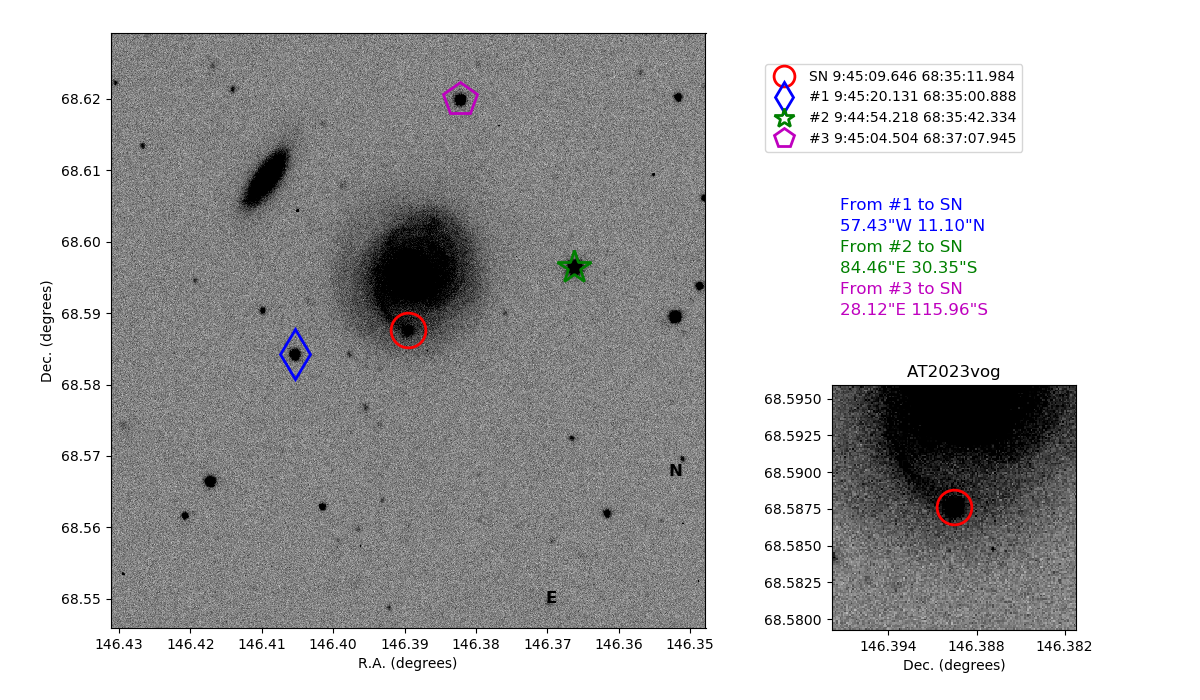 68.62
68.61
68.60
68.59
68.58
68.57
68.56
68.55
Dec. (degrees)
N
E
146.43 146.42 146.41 146.40 146.39 146.38 146.37 146.36 146.35
R.A. (degrees)
SN 9:45:09.646 68:35:11.984
#1 9:45:20.131 68:35:00.888
#2 9:44:54.218 68:35:42.334
#3 9:45:04.504 68:37:07.945
From #1 to SN
57.43"W 11.10"N
From #2 to SN
84.46"E 30.35"S
From #3 to SN
28.12"E 115.96"S
AT2023vog
68.5950
68.5925
68.5900
68.5875
68.5850
68.5825
68.5800
146.394 146.388 146.382
Dec. (degrees)